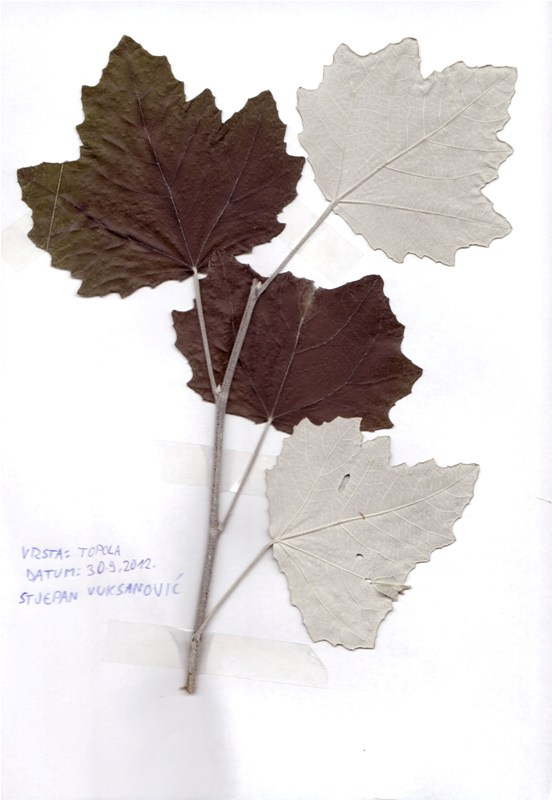 VRSTA: TOPOLA
DATUM: 30.9.2012.
STJEPAN VUKSANOVIĆ